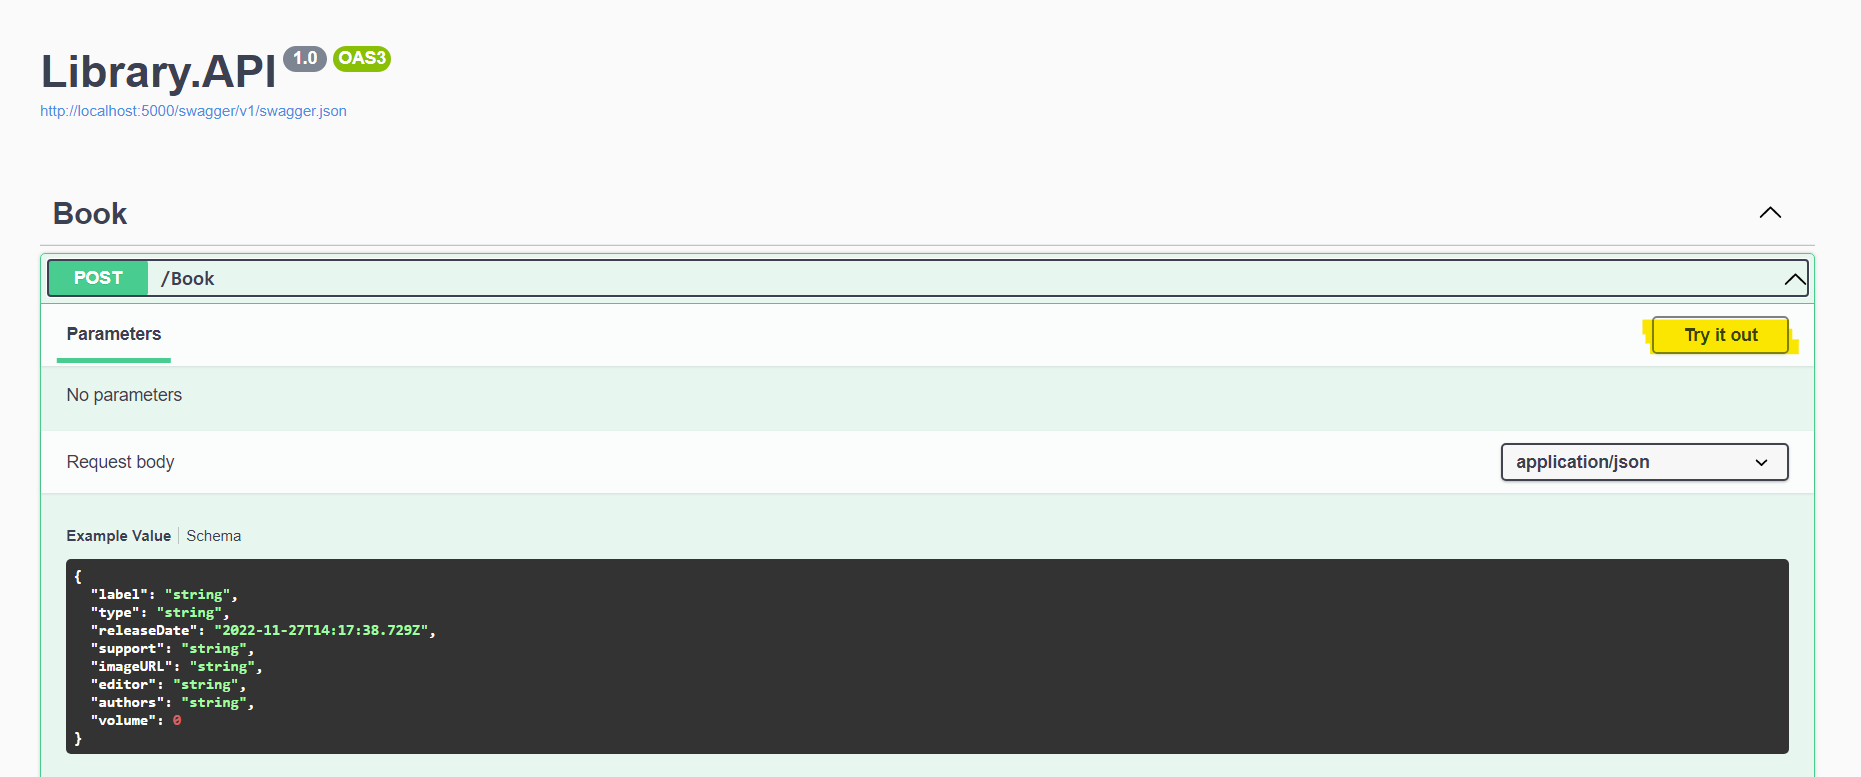 Library.API 1.0 OAS3
http://localhost:5000/swagger/v1/swagger.json
Book
POST /Book
Parameters
Try it out
No parameters
Request body
application/json
Example Value Schema
{
  "label": "string",
  "type": "string",
  "releaseDate": "2022-11-27T14:17:38.729Z",
  "support": "string",
  "imageURL": "string",
  "editor": "string",
  "authors": "string",
  "volume": 0
}